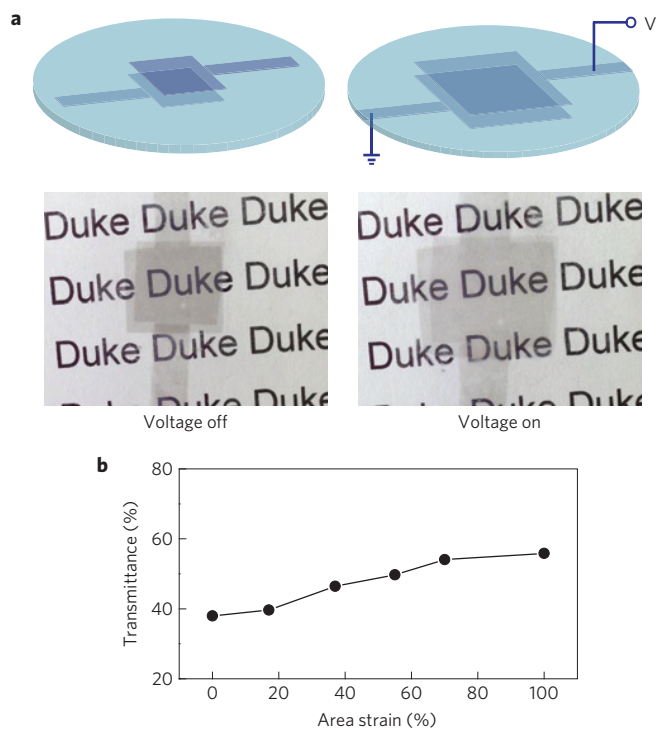 a
V
Duke Duke Duke
Duke Duke Duke
Duke Duke Duke
Duke Duke Duke
Duke Duke Duke
Duke Duke Duke
Voltage off
Voltage on
b
80
60
40
20
Transmittance (%)
0 20 40 60 80 100
Area strain (%)